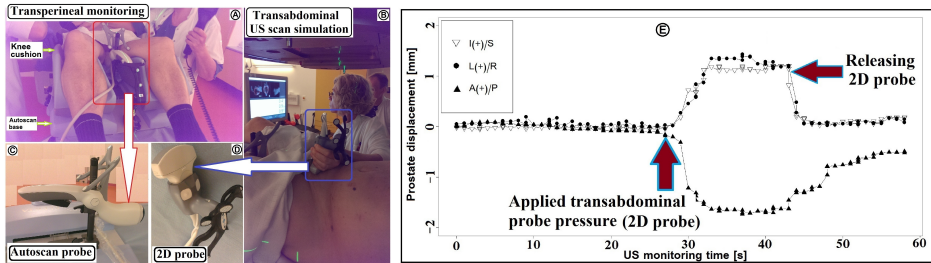 Transperineal monitoring
A
Knee
cushion
Autoscan
base
Transabdominal
US scan simulation
B
C
Autoscan probe
D
2D probe
E
I(+)/S
L(+)/R
A(+)/P
Releasing
2D probe
Applied transabdominal
probe pressure (2D probe)
Prostate displacement [mm]
1
0
−1
−2
0
10
20
30
40
50
60
US monitoring time [s]